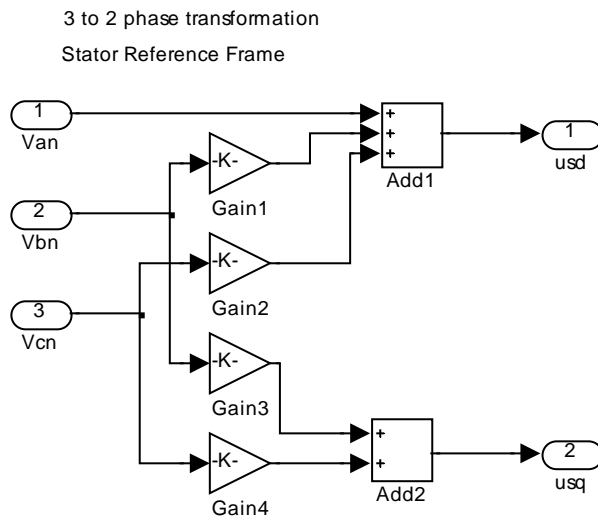 3 to 2 phase transformation
Stator Reference Frame
1
Van
+
+
+
Add1
1
usd
-K-
Gain1
2
Vbn
-K-
Gain2
3
Vcn
-K-
Gain3
+
+
Add2
2
usq
-K-
Gain4